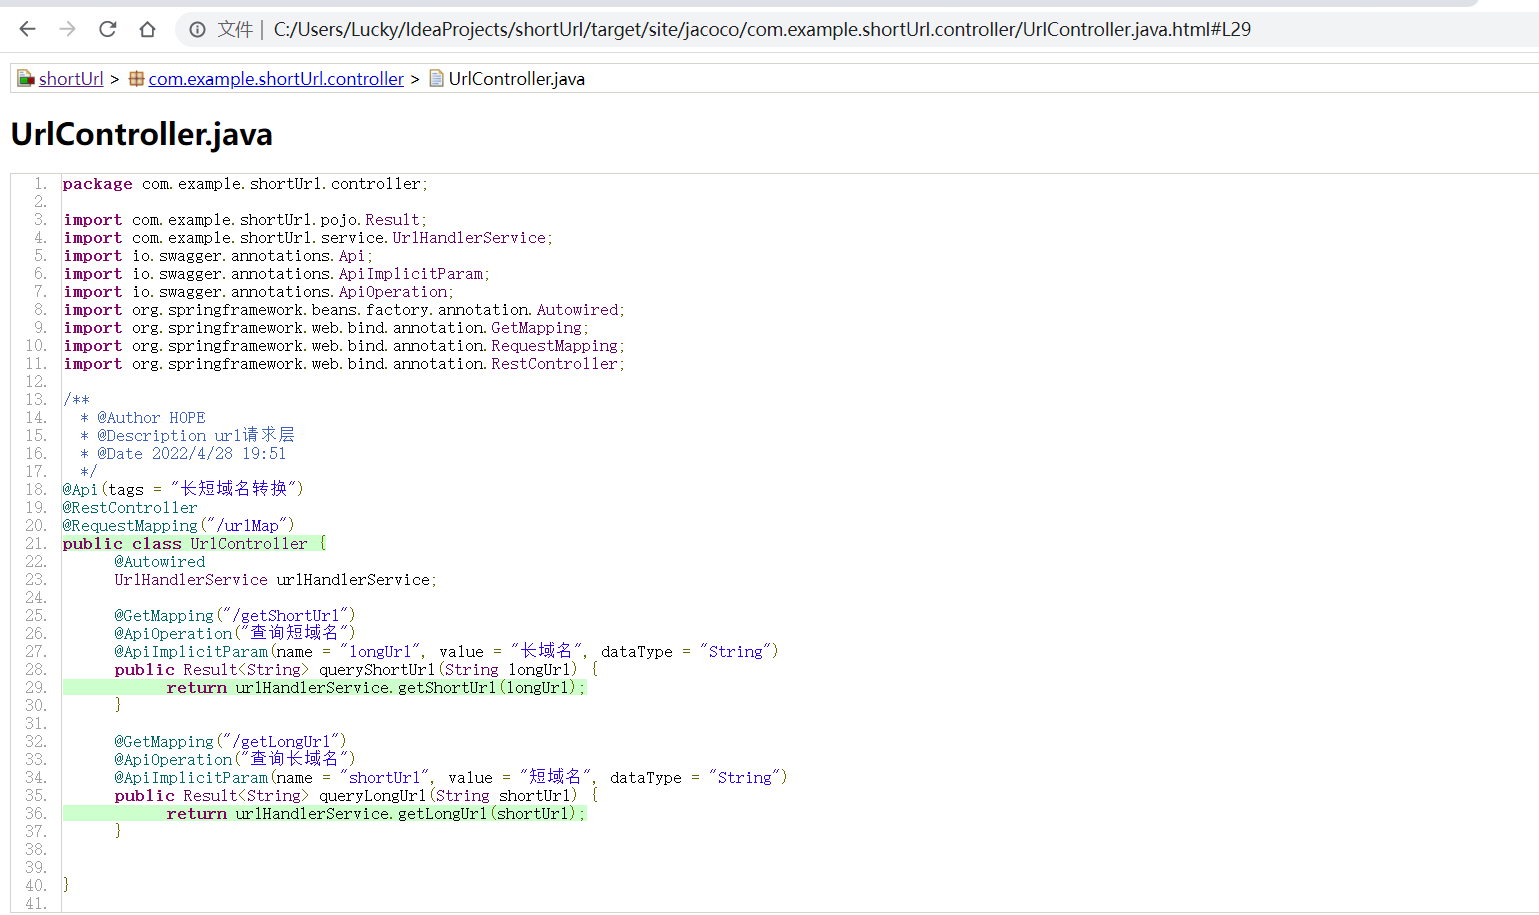 文件 | C:/Users/Lucky/IdeaProjects/shortUrl/target/site/jacoco/com.example.shortUrl.controller/UrlController.java.html#L29
shortUrl > com.example.shortUrl.controller > UrlController.java
UrlController.java
1. package com.example.shortUrl.controller;
2.
3. import com.example.shortUrl.pojo.Result;
4. import com.example.shortUrl.service.UrlHandlerService;
5. import io.swagger.annotations.Api;
6. import io.swagger.annotations.ApiImplicitParam;
7. import io.swagger.annotations.ApiOperation;
8. import org.springframework.beans.factory.annotation.Autowired;
9. import org.springframework.web.bind.annotation.GetMapping;
10. import org.springframework.web.bind.annotation.RequestMapping;
11. import org.springframework.web.bind.annotation.RestController;
12.
13. /**
14. * @Author HOPE
15. * @Description url请求层
16. * @Date 2022/4/28 19:51
17. */
18. @Api(tags = "长短域名转换")
19. @RestController
20. @RequestMapping("/urlMap")
21. public class UrlController {
22. @Autowired
23. UrlHandlerService urlHandlerService;
24.
25. @GetMapping("/getShortUrl")
26. @ApiOperation("查询短域名")
27. @ApiImplicitParam(name = "longUrl", value = "长域名", dataType = "String")
28. public Result<String> queryShortUrl(String longUrl) {
29. return urlHandlerService.getShortUrl(longUrl);
30. }
31.
32. @GetMapping("/getLongUrl")
33. @ApiOperation("查询长域名")
34. @ApiImplicitParam(name = "shortUrl", value = "短域名", dataType = "String")
35. public Result<String> queryLongUrl(String shortUrl) {
36. return urlHandlerService.getLongUrl(shortUrl);
37. }
38.
39.
40. }
41.